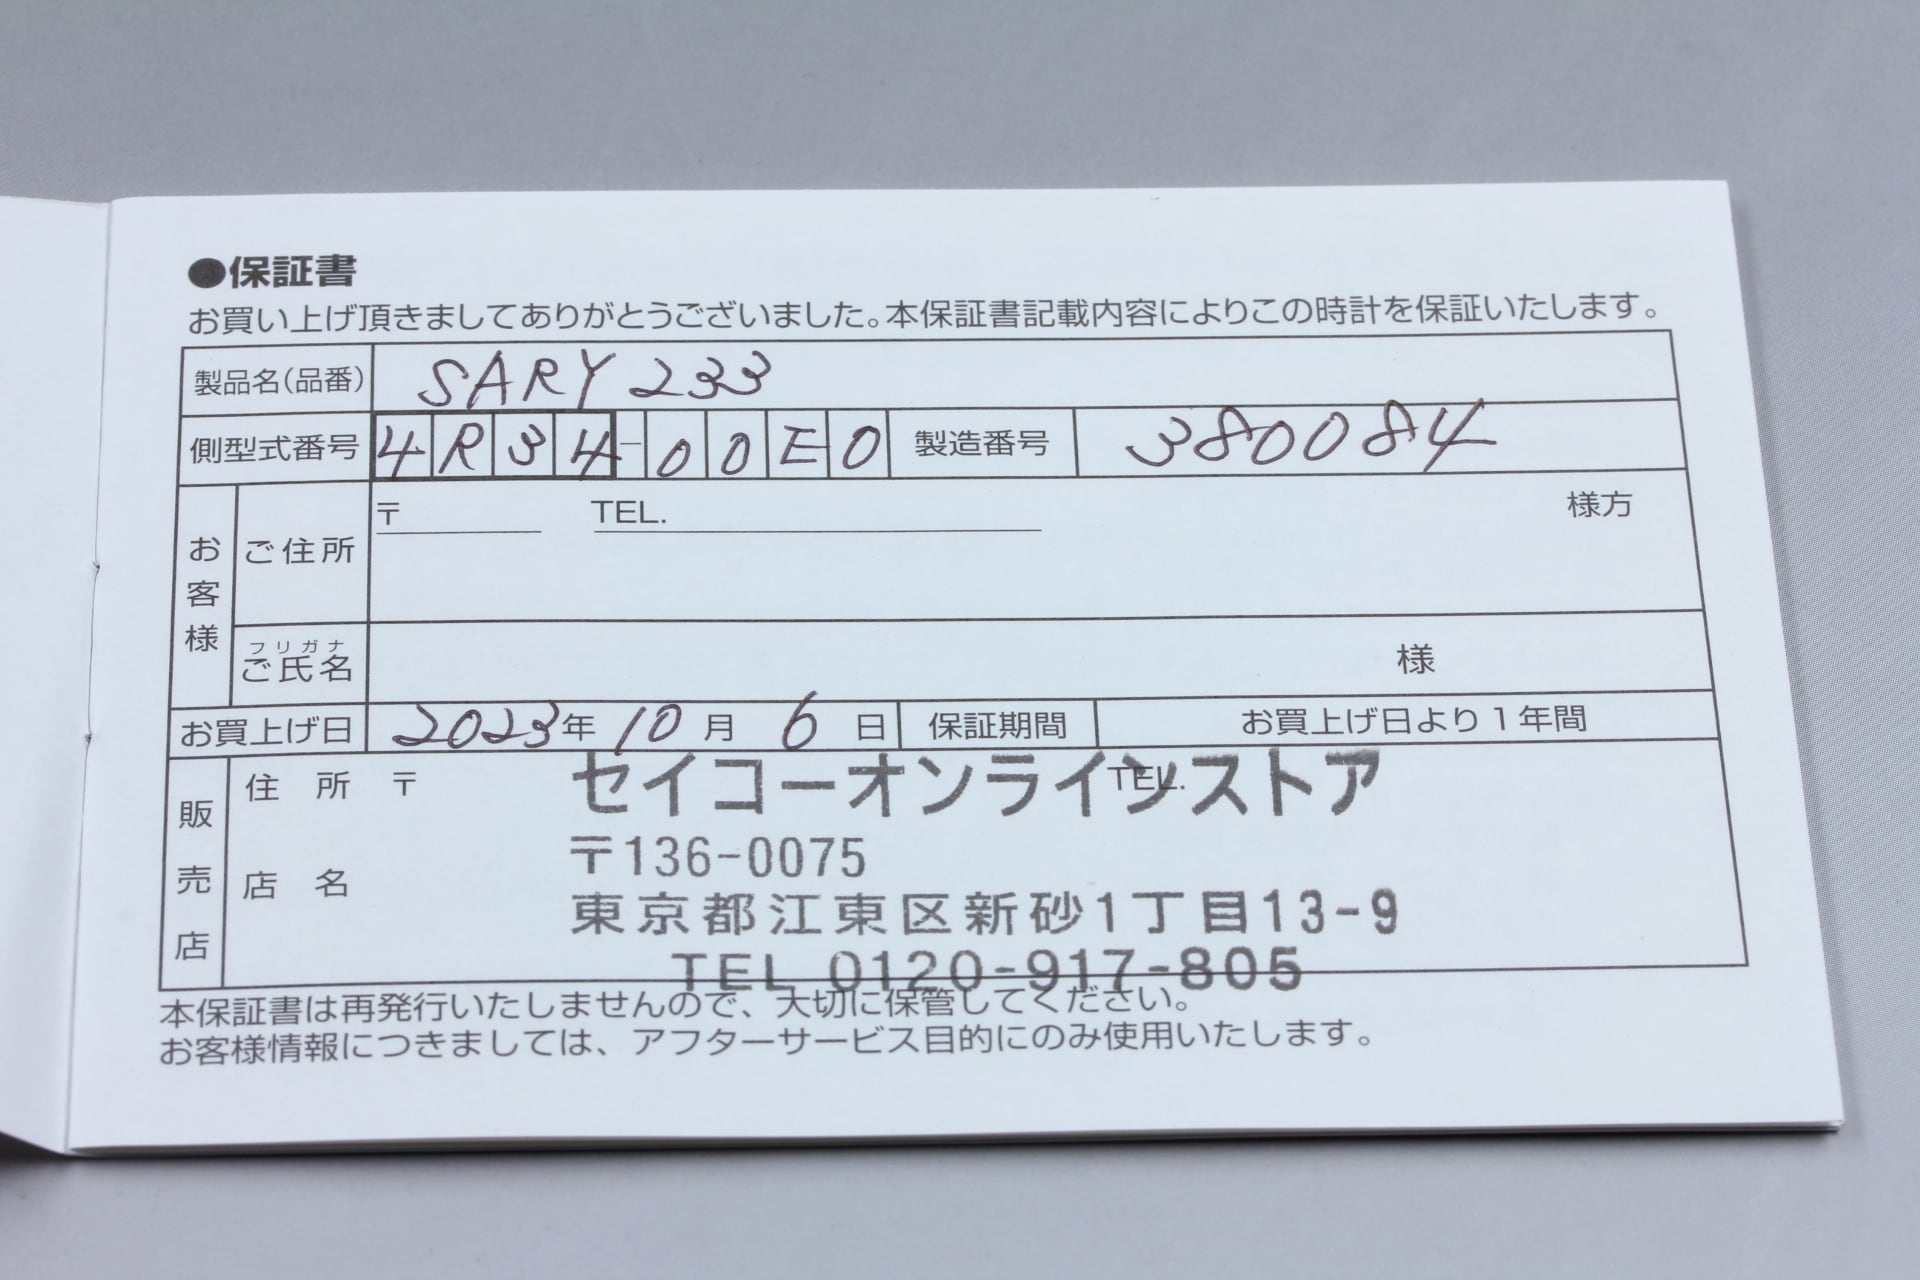 ●保証書
お買い上げ頂きましてありがとうございました。本保証書記載内容によりこの時計を保証いたします。
製品名(品番) SARY233
側型式番号 4R34-00E0 製造番号 380084
お客様
ご住所 〒 TEL. 様方
フリガナ
ご氏名 様
お買上げ日 2023年10月6日 保証期間 お買上げ日より1年間
販売店
住所 〒 TEL.
店名
セイコーオンラインストア
〒136-0075
東京都江東区新砂1丁目13-9
TEL 0120-917-805
本保証書は再発行いたしませんので、大切に保管してください。
お客様情報につきましては、アフターサービス目的にのみ使用いたします。